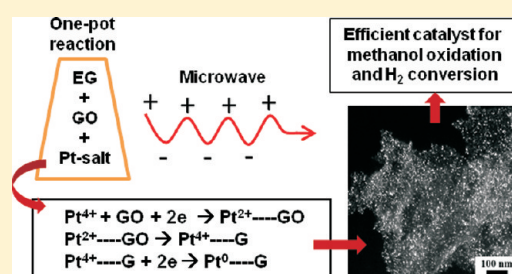 One-pot
reaction
EG
+
GO
+
Pt-salt
Microwave
+ + + +
- - -
Efficient catalyst for
methanol oxidation
and H₂ conversion
Pt⁴⁺ + GO + 2e → Pt²⁺----GO
Pt²⁺----GO → Pt⁴⁺----G
Pt⁴⁺----G + 2e → Pt⁰----G
100 nm